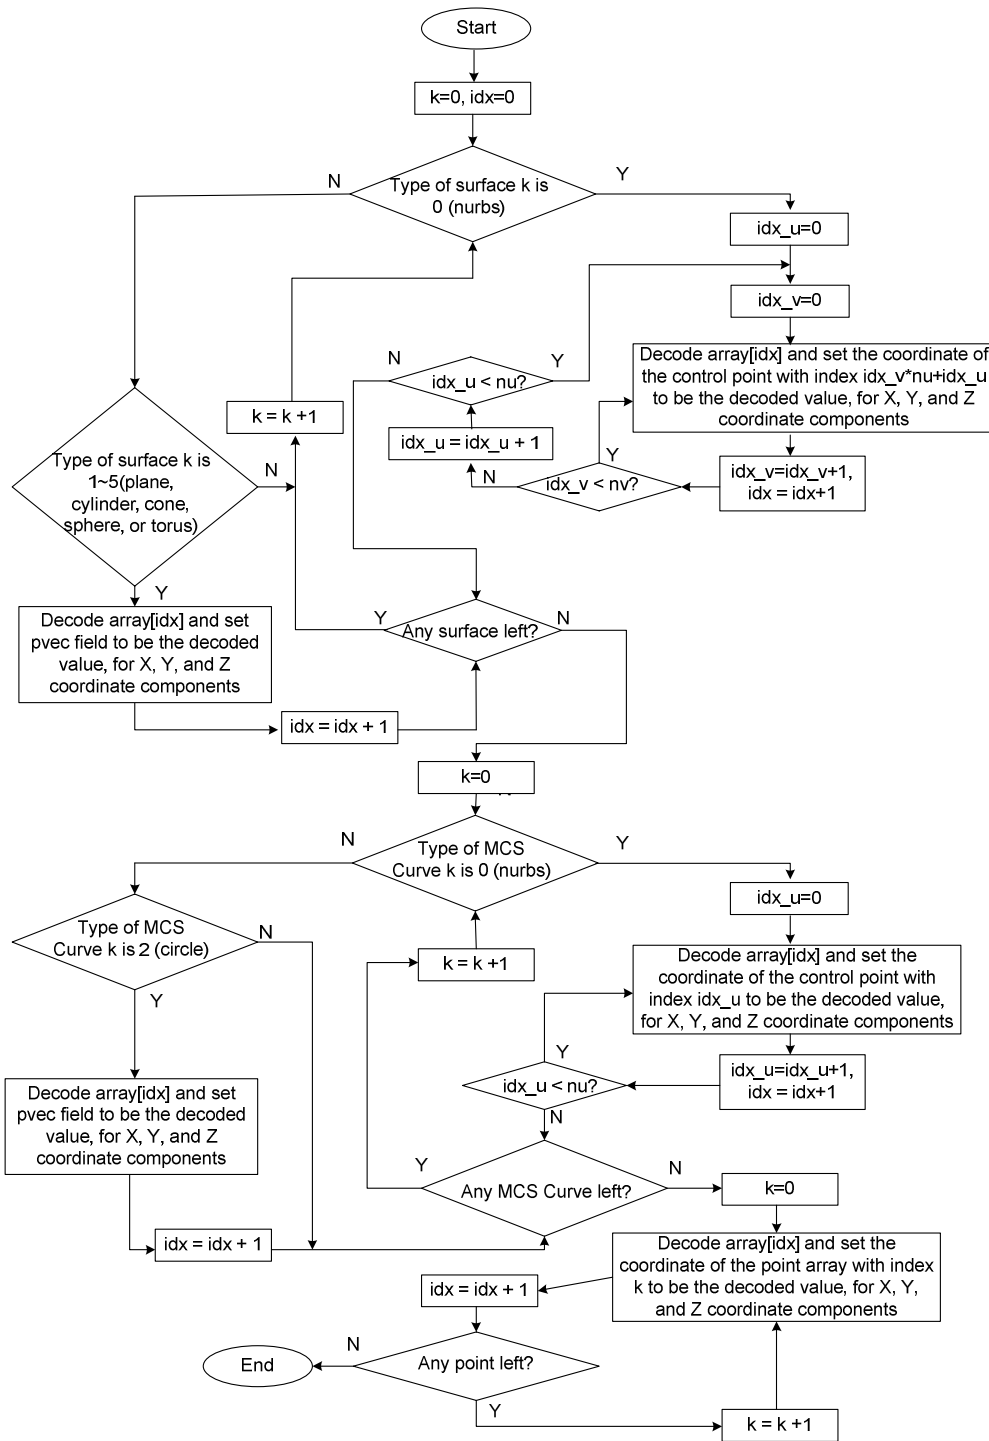 Start
k=0, idx=0
N
Type of surface k is
0 (nurbs)
Y
idx_u=0
idx_v=0
Decode array[idx] and set the coordinate of
the control point with index idx_v*nu+idx_u
to be the decoded value, for X, Y, and Z
coordinate components
N
idx_u < nu?
Y
k = k +1
idx_u = idx_u + 1
Y
N
idx_v < nv?
idx_v=idx_v+1,
idx = idx+1
Type of surface k is
1~5(plane,
cylinder, cone,
sphere, or torus)
N
Y
Decode array[idx] and set
pvec field to be the decoded
value, for X, Y, and Z
coordinate components
Y
Any surface left?
N
idx = idx + 1
k=0
N
Type of MCS
Curve k is 0 (nurbs)
Y
idx_u=0
Type of MCS
Curve k is 2 (circle)
N
Y
k = k +1
Decode array[idx] and set the
coordinate of the control point with
index idx_u to be the decoded value,
for X, Y, and Z coordinate components
Y
idx_u < nu?
N
idx_u=idx_u+1,
idx = idx+1
Decode array[idx] and set
pvec field to be the decoded
value, for X, Y, and Z
coordinate components
Y
Any MCS Curve left?
N
k=0
idx = idx + 1
Decode array[idx] and set the
coordinate of the point array with index
k to be the decoded value, for X, Y,
and Z coordinate components
idx = idx + 1
End
N
Any point left?
Y
k = k +1